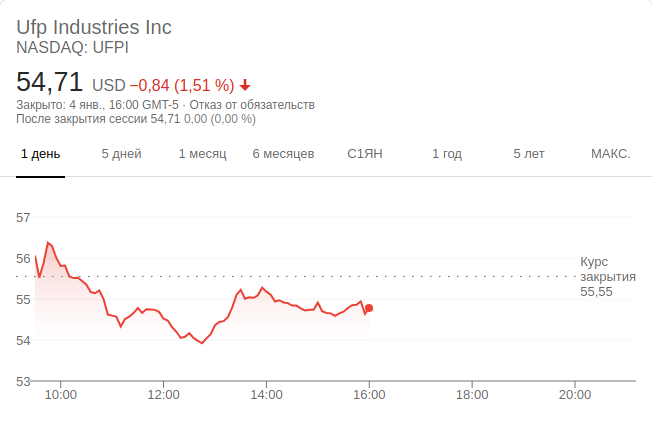 Ufp Industries Inc
NASDAQ: UFPI
54,71 USD −0,84 (1,51 %)
Закрыто: 4 янв., 16:00 GMT-5 · Отказ от обязательств
После закрытия сессии 54,71 0,00 (0,00 %)
1 день 5 дней 1 месяц 6 месяцев С1ЯН 1 год 5 лет МАКС.
57
56
Курс
закрытия
55,55
55
54
53
10:00 12:00 14:00 16:00 18:00 20:00